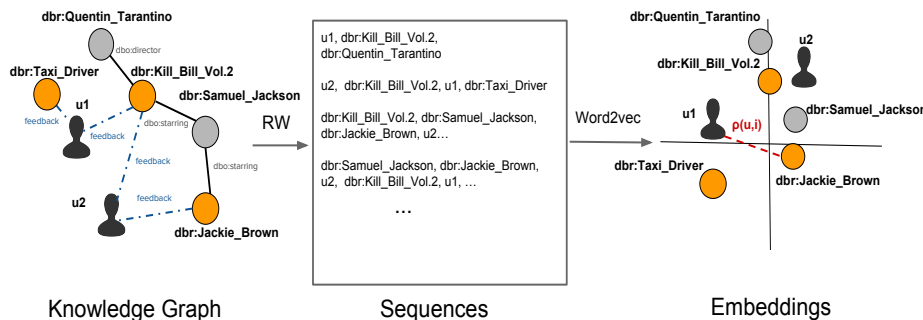 dbr:Quentin_Tarantino
dbo:director
dbr:Taxi_Driver
dbr:Kill_Bill_Vol.2
dbr:Samuel_Jackson
u1
feedback
feedback
dbo:starring
feedback
dbo:starring
u2
feedback
dbr:Jackie_Brown
Knowledge Graph
RW
u1, dbr:Kill_Bill_Vol.2,
dbr:Quentin_Tarantino
u2, dbr:Kill_Bill_Vol.2, u1, dbr:Taxi_Driver
dbr:Kill_Bill_Vol.2, dbr:Samuel_Jackson,
dbr:Jackie_Brown, u2…
dbr:Samuel_Jackson, dbr:Jackie_Brown,
u2, dbr:Kill_Bill_Vol.2, u1, …
…
Sequences
Word2vec
dbr:Quentin_Tarantino
u2
dbr:Kill_Bill_Vol.2
u1
dbr:Samuel_Jackson
ρ(u,i)
dbr:Taxi_Driver
dbr:Jackie_Brown
Embeddings